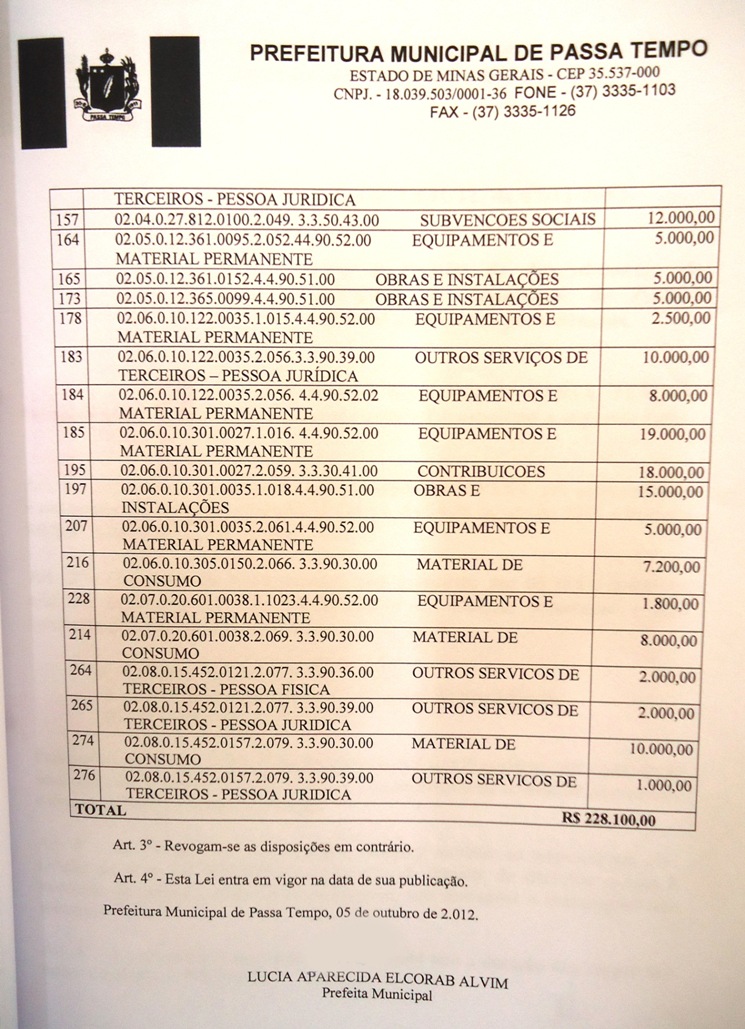 PREFEITURA MUNICIPAL DE PASSA TEMPO
ESTADO DE MINAS GERAIS - CEP 35.537-000
CNPJ. - 18.039.503/0001-36 FONE - (37) 3335-1103
FAX - (37) 3335-1126
PASSA TEMPO
TERCEIROS - PESSOA JURIDICA
157 02.04.0.27.812.0100.2.049. 3.3.50.43.00 SUBVENCOES SOCIAIS 12.000,00
164 02.05.0.12.361.0095.2.052.44.90.52.00 EQUIPAMENTOS E 5.000,00
MATERIAL PERMANENTE
165 02.05.0.12.361.0152.4.4.90.51.00 OBRAS E INSTALAÇÕES 5.000,00
173 02.05.0.12.365.0099.4.4.90.51.00 OBRAS E INSTALAÇÕES 5.000,00
178 02.06.0.10.122.0035.1.015.4.4.90.52.00 EQUIPAMENTOS E 2.500,00
MATERIAL PERMANENTE
183 02.06.0.10.122.0035.2.056.3.3.90.39.00 OUTROS SERVIÇOS DE 10.000,00
TERCEIROS – PESSOA JURÍDICA
184 02.06.0.10.122.0035.2.056. 4.4.90.52.02 EQUIPAMENTOS E 8.000,00
MATERIAL PERMANENTE
185 02.06.0.10.301.0027.1.016. 4.4.90.52.00 EQUIPAMENTOS E 19.000,00
MATERIAL PERMANENTE
195 02.06.0.10.301.0027.2.059. 3.3.30.41.00 CONTRIBUICOES 18.000,00
197 02.06.0.10.301.0035.1.018.4.4.90.51.00 OBRAS E 15.000,00
INSTALAÇÕES
207 02.06.0.10.301.0035.2.061.4.4.90.52.00 EQUIPAMENTOS E 5.000,00
MATERIAL PERMANENTE
216 02.06.0.10.305.0150.2.066. 3.3.90.30.00 MATERIAL DE 7.200,00
CONSUMO
228 02.07.0.20.601.0038.1.1023.4.4.90.52.00 EQUIPAMENTOS E 1.800,00
MATERIAL PERMANENTE
214 02.07.0.20.601.0038.2.069. 3.3.90.30.00 MATERIAL DE 8.000,00
CONSUMO
264 02.08.0.15.452.0121.2.077. 3.3.90.36.00 OUTROS SERVICOS DE 2.000,00
TERCEIROS - PESSOA FISICA
265 02.08.0.15.452.0121.2.077. 3.3.90.39.00 OUTROS SERVICOS DE 2.000,00
TERCEIROS - PESSOA JURIDICA
274 02.08.0.15.452.0157.2.079. 3.3.90.30.00 MATERIAL DE 10.000,00
CONSUMO
276 02.08.0.15.452.0157.2.079. 3.3.90.39.00 OUTROS SERVICOS DE 1.000,00
TERCEIROS - PESSOA JURIDICA
TOTAL R$ 228.100,00
Art. 3º - Revogam-se as disposições em contrário.
Art. 4º - Esta Lei entra em vigor na data de sua publicação.
Prefeitura Municipal de Passa Tempo, 05 de outubro de 2.012.
LUCIA APARECIDA ELCORAB ALVIM
Prefeita Municipal